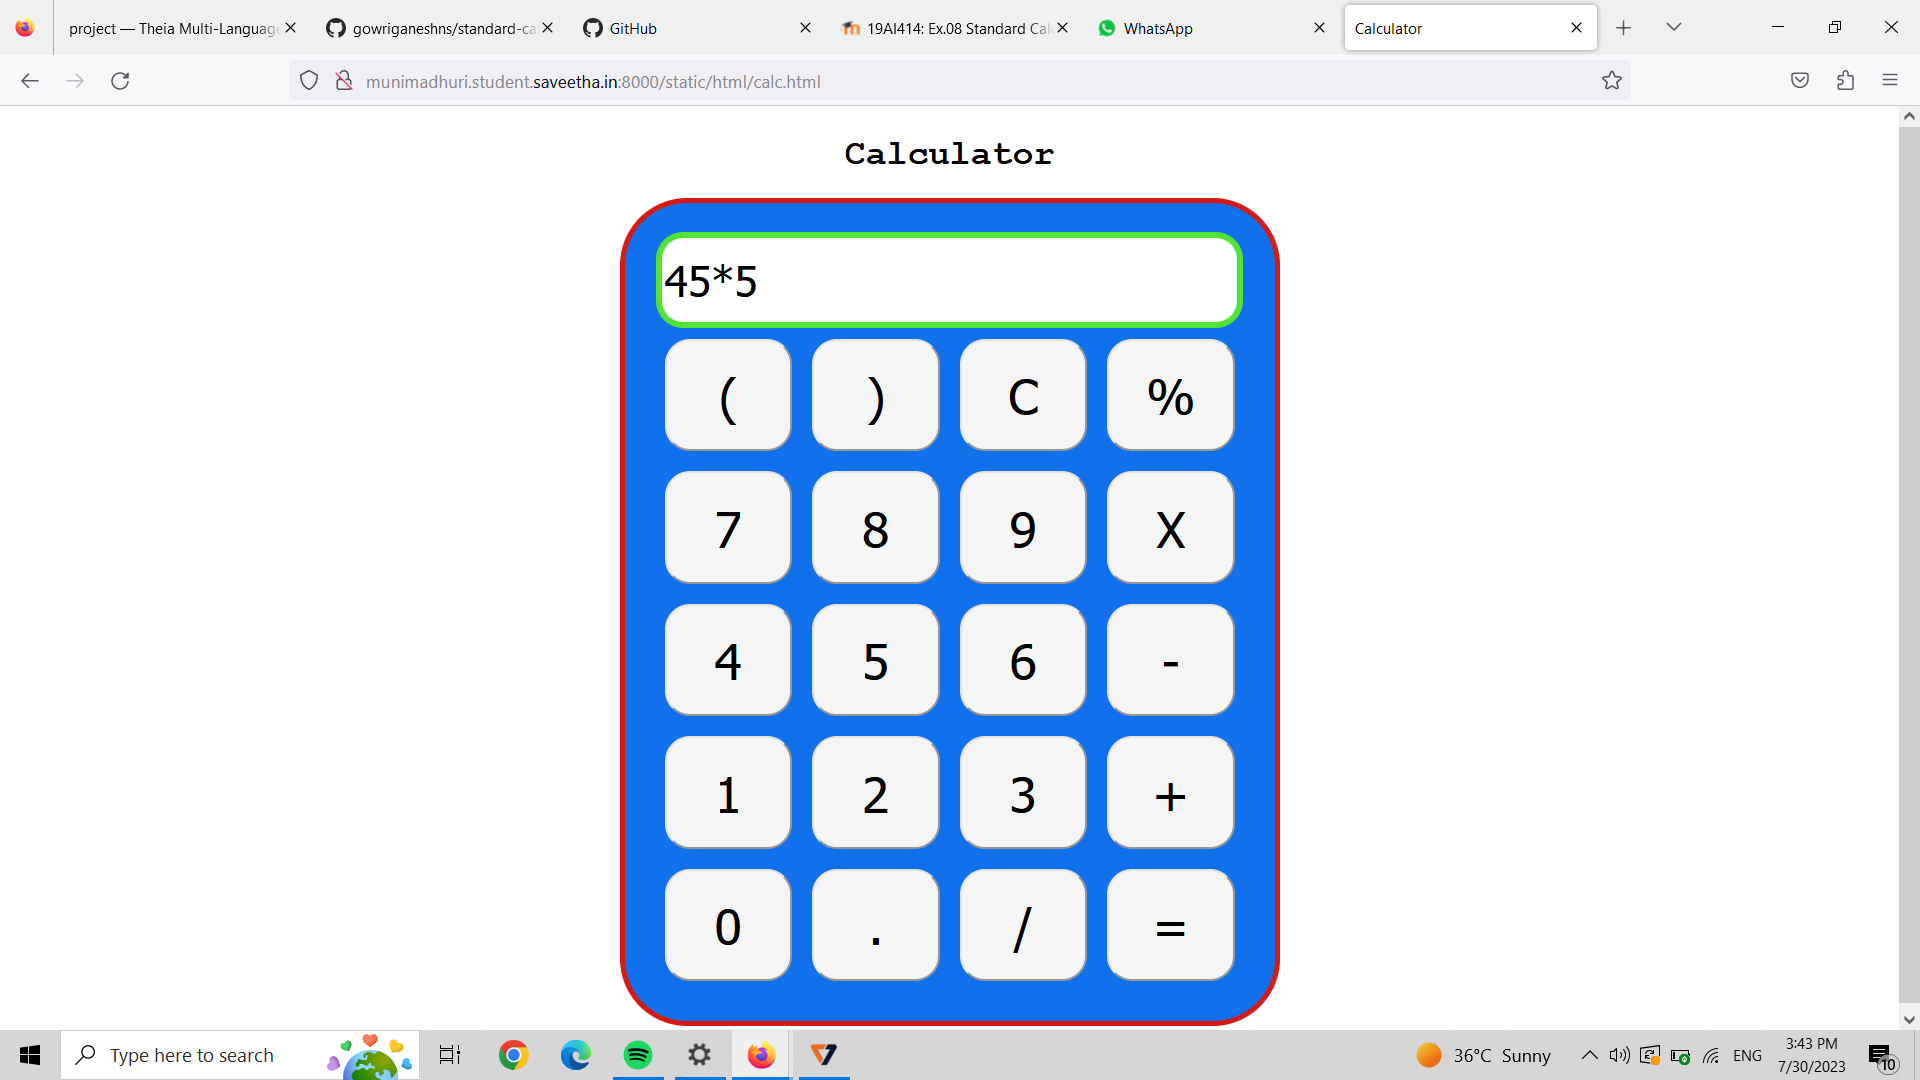 project — Theia Multi-Language
gowriganeshns/standard-ca
GitHub
19AI414: Ex.08 Standard Cal
WhatsApp
Calculator
munimadhuri.student.saveetha.in:8000/static/html/calc.html
Calculator
45*5
( ) C %
7 8 9 X
4 5 6 -
1 2 3 +
0 . / =
Type here to search
36°C Sunny
ENG
3:43 PM
7/30/2023
10